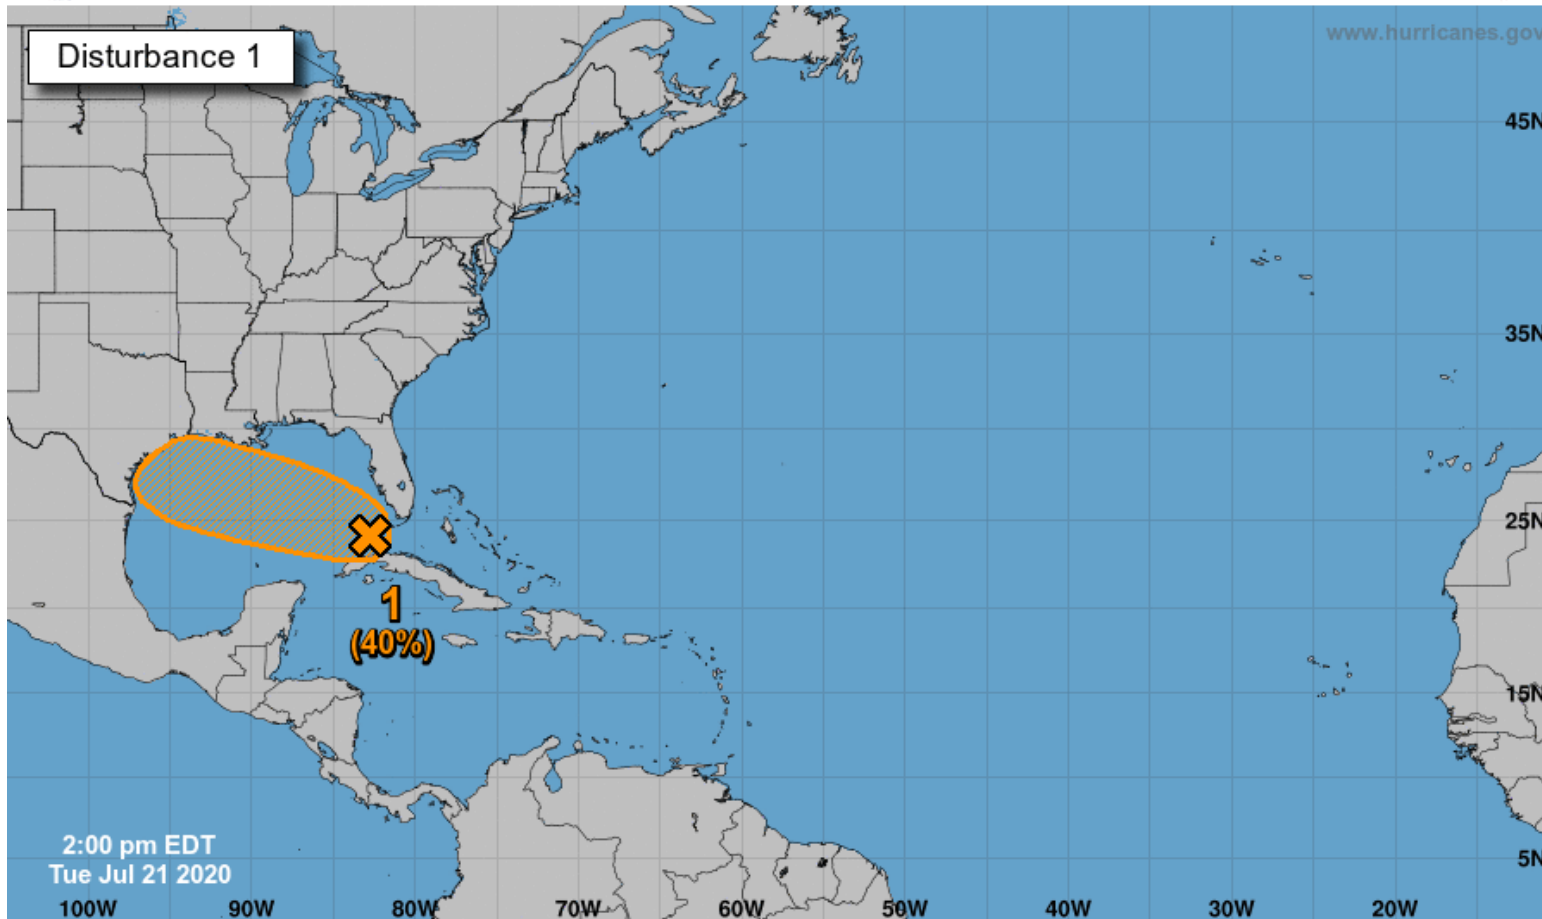 www.hurricanes.gov
Disturbance 1
45N
35N
25N
1
(40%)
15N
2:00 pm EDT
Tue Jul 21 2020
5N
100W 90W 80W 70W 60W 50W 40W 30W 20W